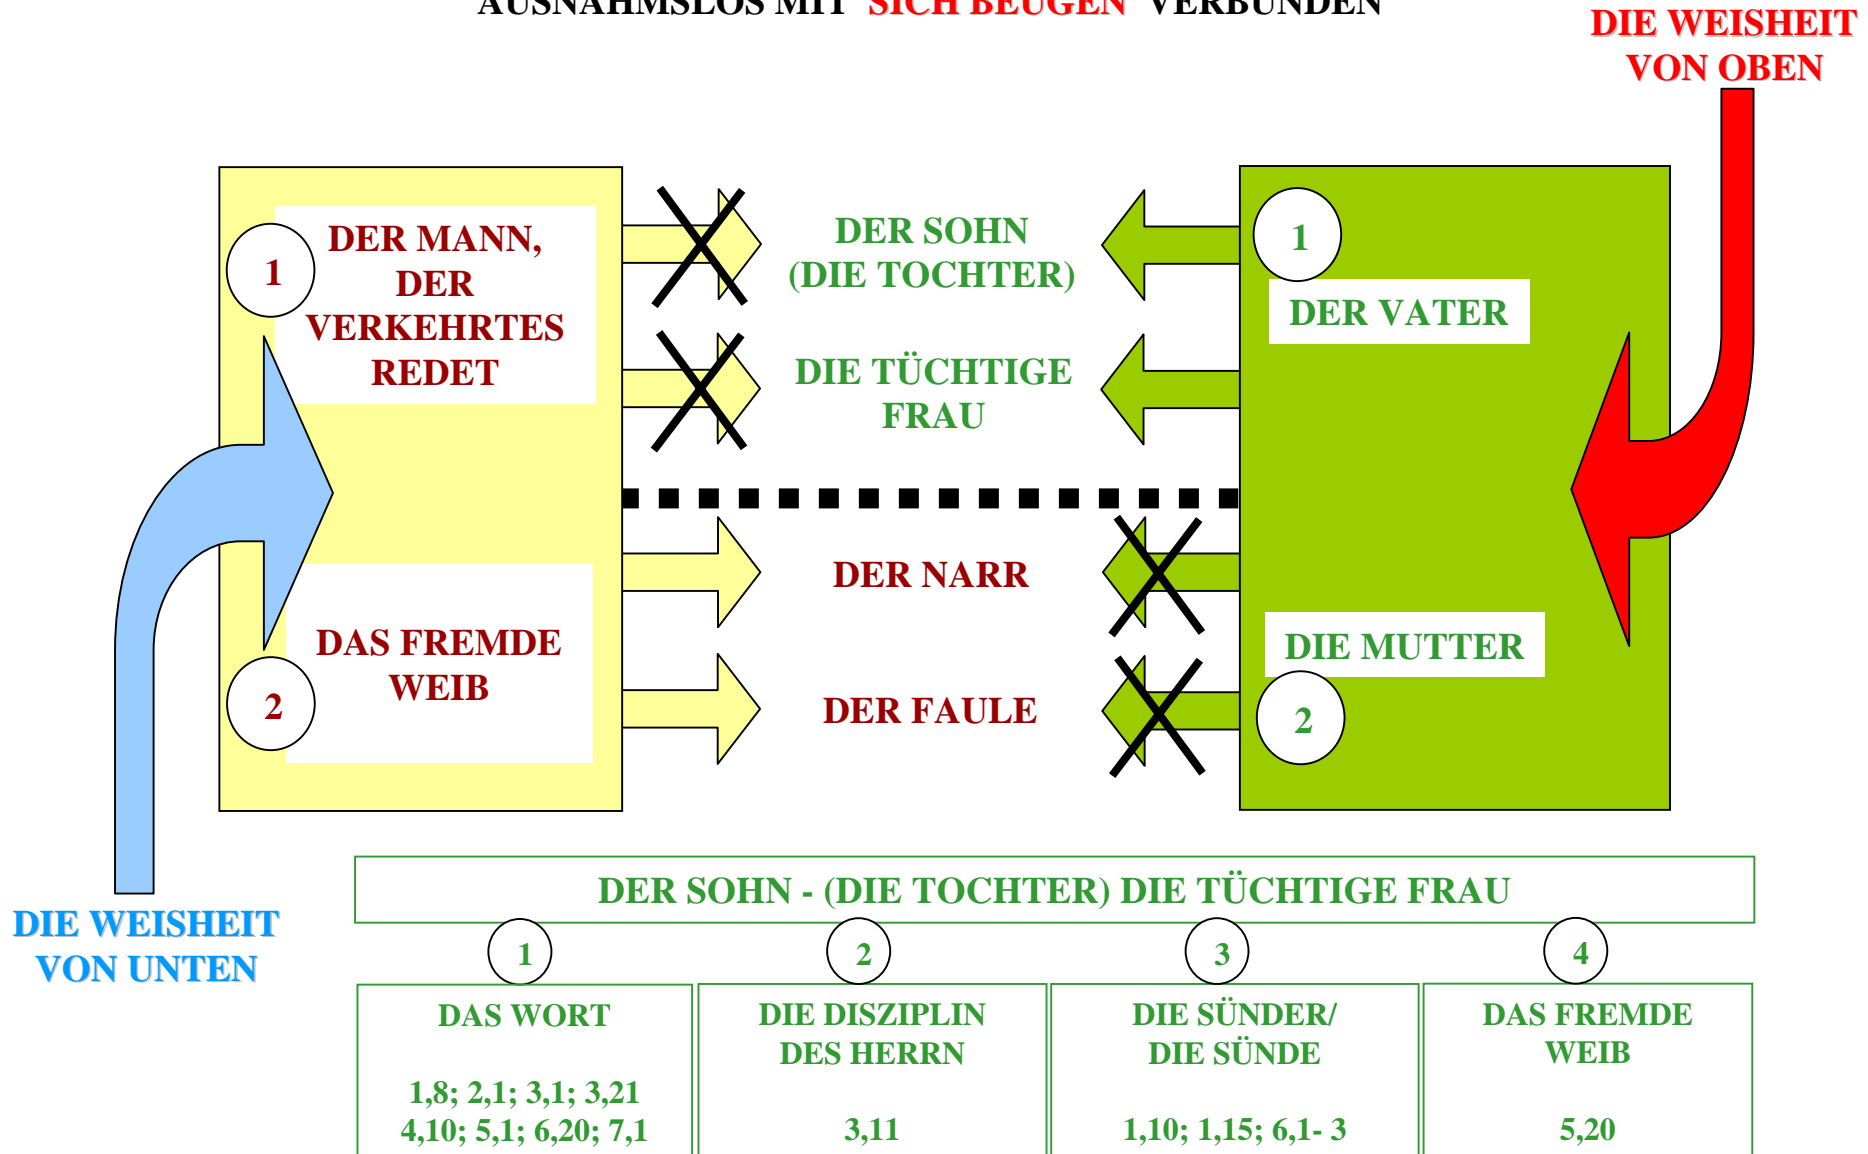 AUSNAHMSLOS MIT SICH BEUGEN VERBUNDEN
DIE WEISHEIT
VON OBEN
1
DER MANN,
DER
VERKEHRTES
REDET
DER SOHN
(DIE TOCHTER)
1
DER VATER
DIE TÜCHTIGE
FRAU
DER NARR
DAS FREMDE
WEIB
2
DER FAULE
DIE MUTTER
2
DIE WEISHEIT
VON UNTEN
DER SOHN - (DIE TOCHTER) DIE TÜCHTIGE FRAU
1
DAS WORT
1,8; 2,1; 3,1; 3,21
4,10; 5,1; 6,20; 7,1
2
DIE DISZIPLIN
DES HERRN
3,11
3
DIE SÜNDER/
DIE SÜNDE
1,10; 1,15; 6,1- 3
4
DAS FREMDE
WEIB
5,20